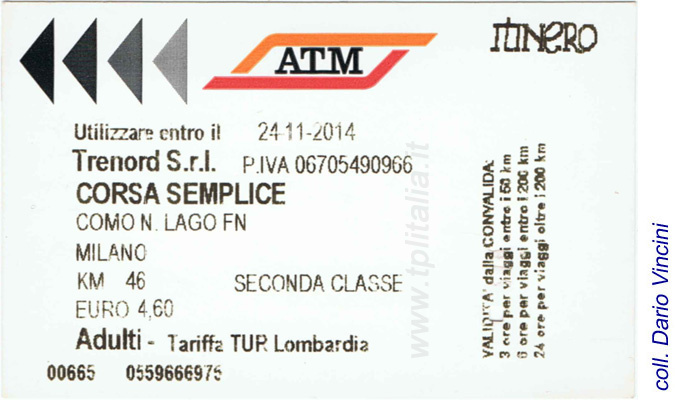 ATM
ITINERO
Utilizzare entro il 24-11-2014
Trenord S.r.l. P.IVA 06705490966
CORSA SEMPLICE
COMO N. LAGO FN
MILANO
KM 46 SECONDA CLASSE
EURO 4,60
Adulti - Tariffa TUR Lombardia
00665 0559666975
VALIDITA' dalla CONVALIDA:
3 ore per viaggi entro i 50 km
6 ore per viaggi entro i 200 km
24 ore per viaggi oltre i 200 km
www.tplitalia.it
coll. Dario Vincini